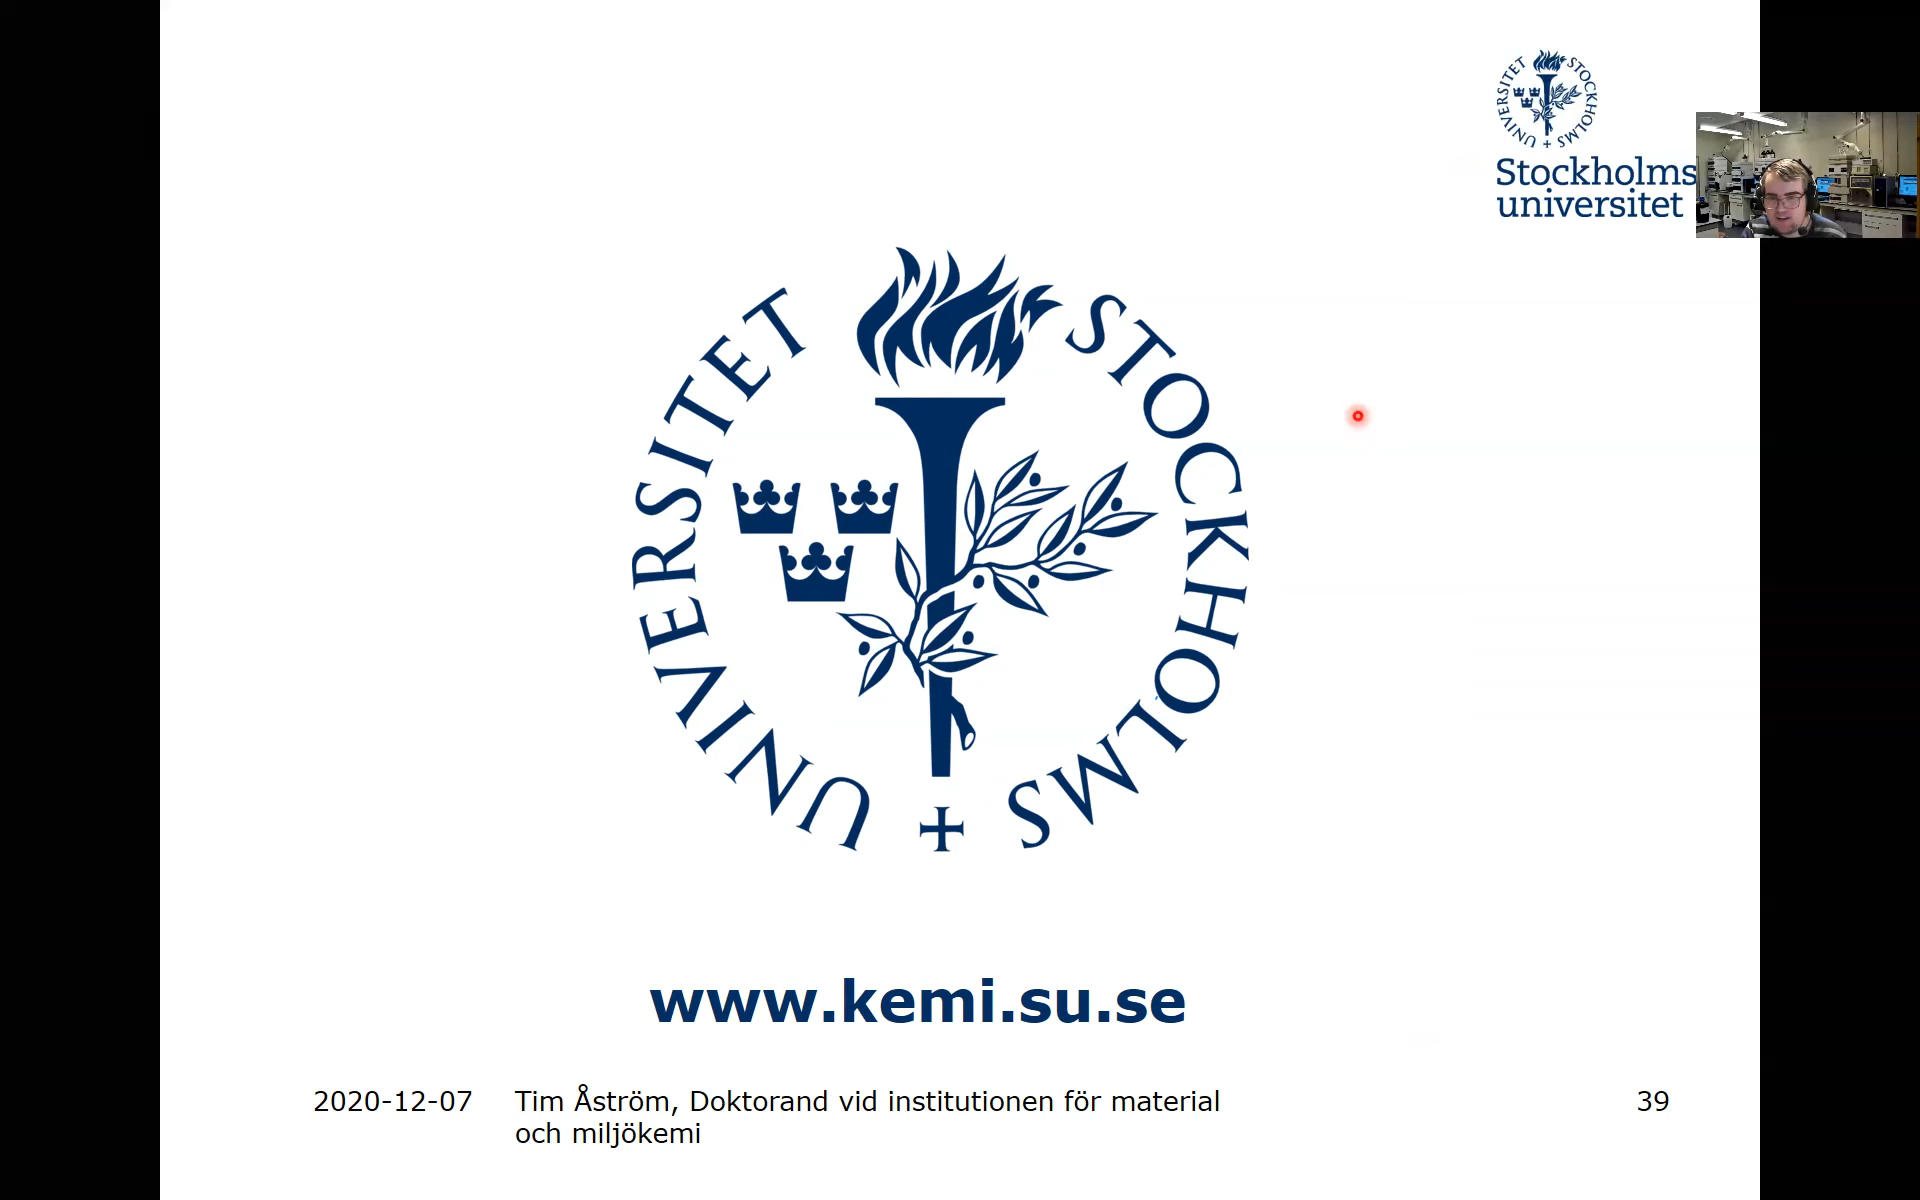 UNIVERSITET STOCKHOLMS
Stockholms
universitet
UNIVERSITET STOCKHOLMS
www.kemi.su.se
2020-12-07 Tim Åström, Doktorand vid institutionen för material
och miljökemi
39